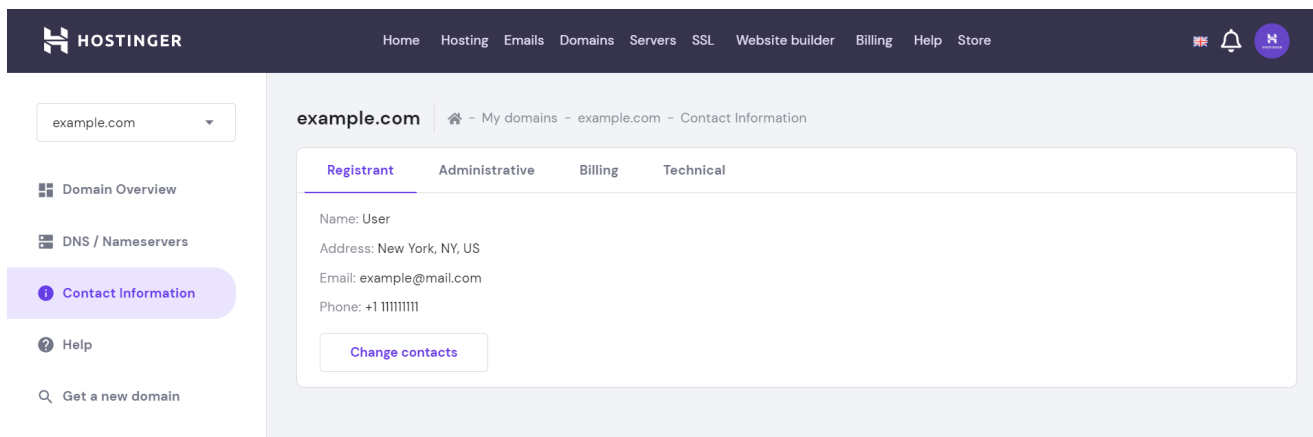 HOSTINGER
Home Hosting Emails Domains Servers SSL Website builder Billing Help Store
H
HOSTINGER
example.com
example.com
- My domains - example.com - Contact Information
Registrant Administrative Billing Technical
Domain Overview
DNS / Nameservers
Contact Information
Help
Get a new domain
Name: User
Address: New York, NY, US
Email: example@mail.com
Phone: +1 111111111
Change contacts